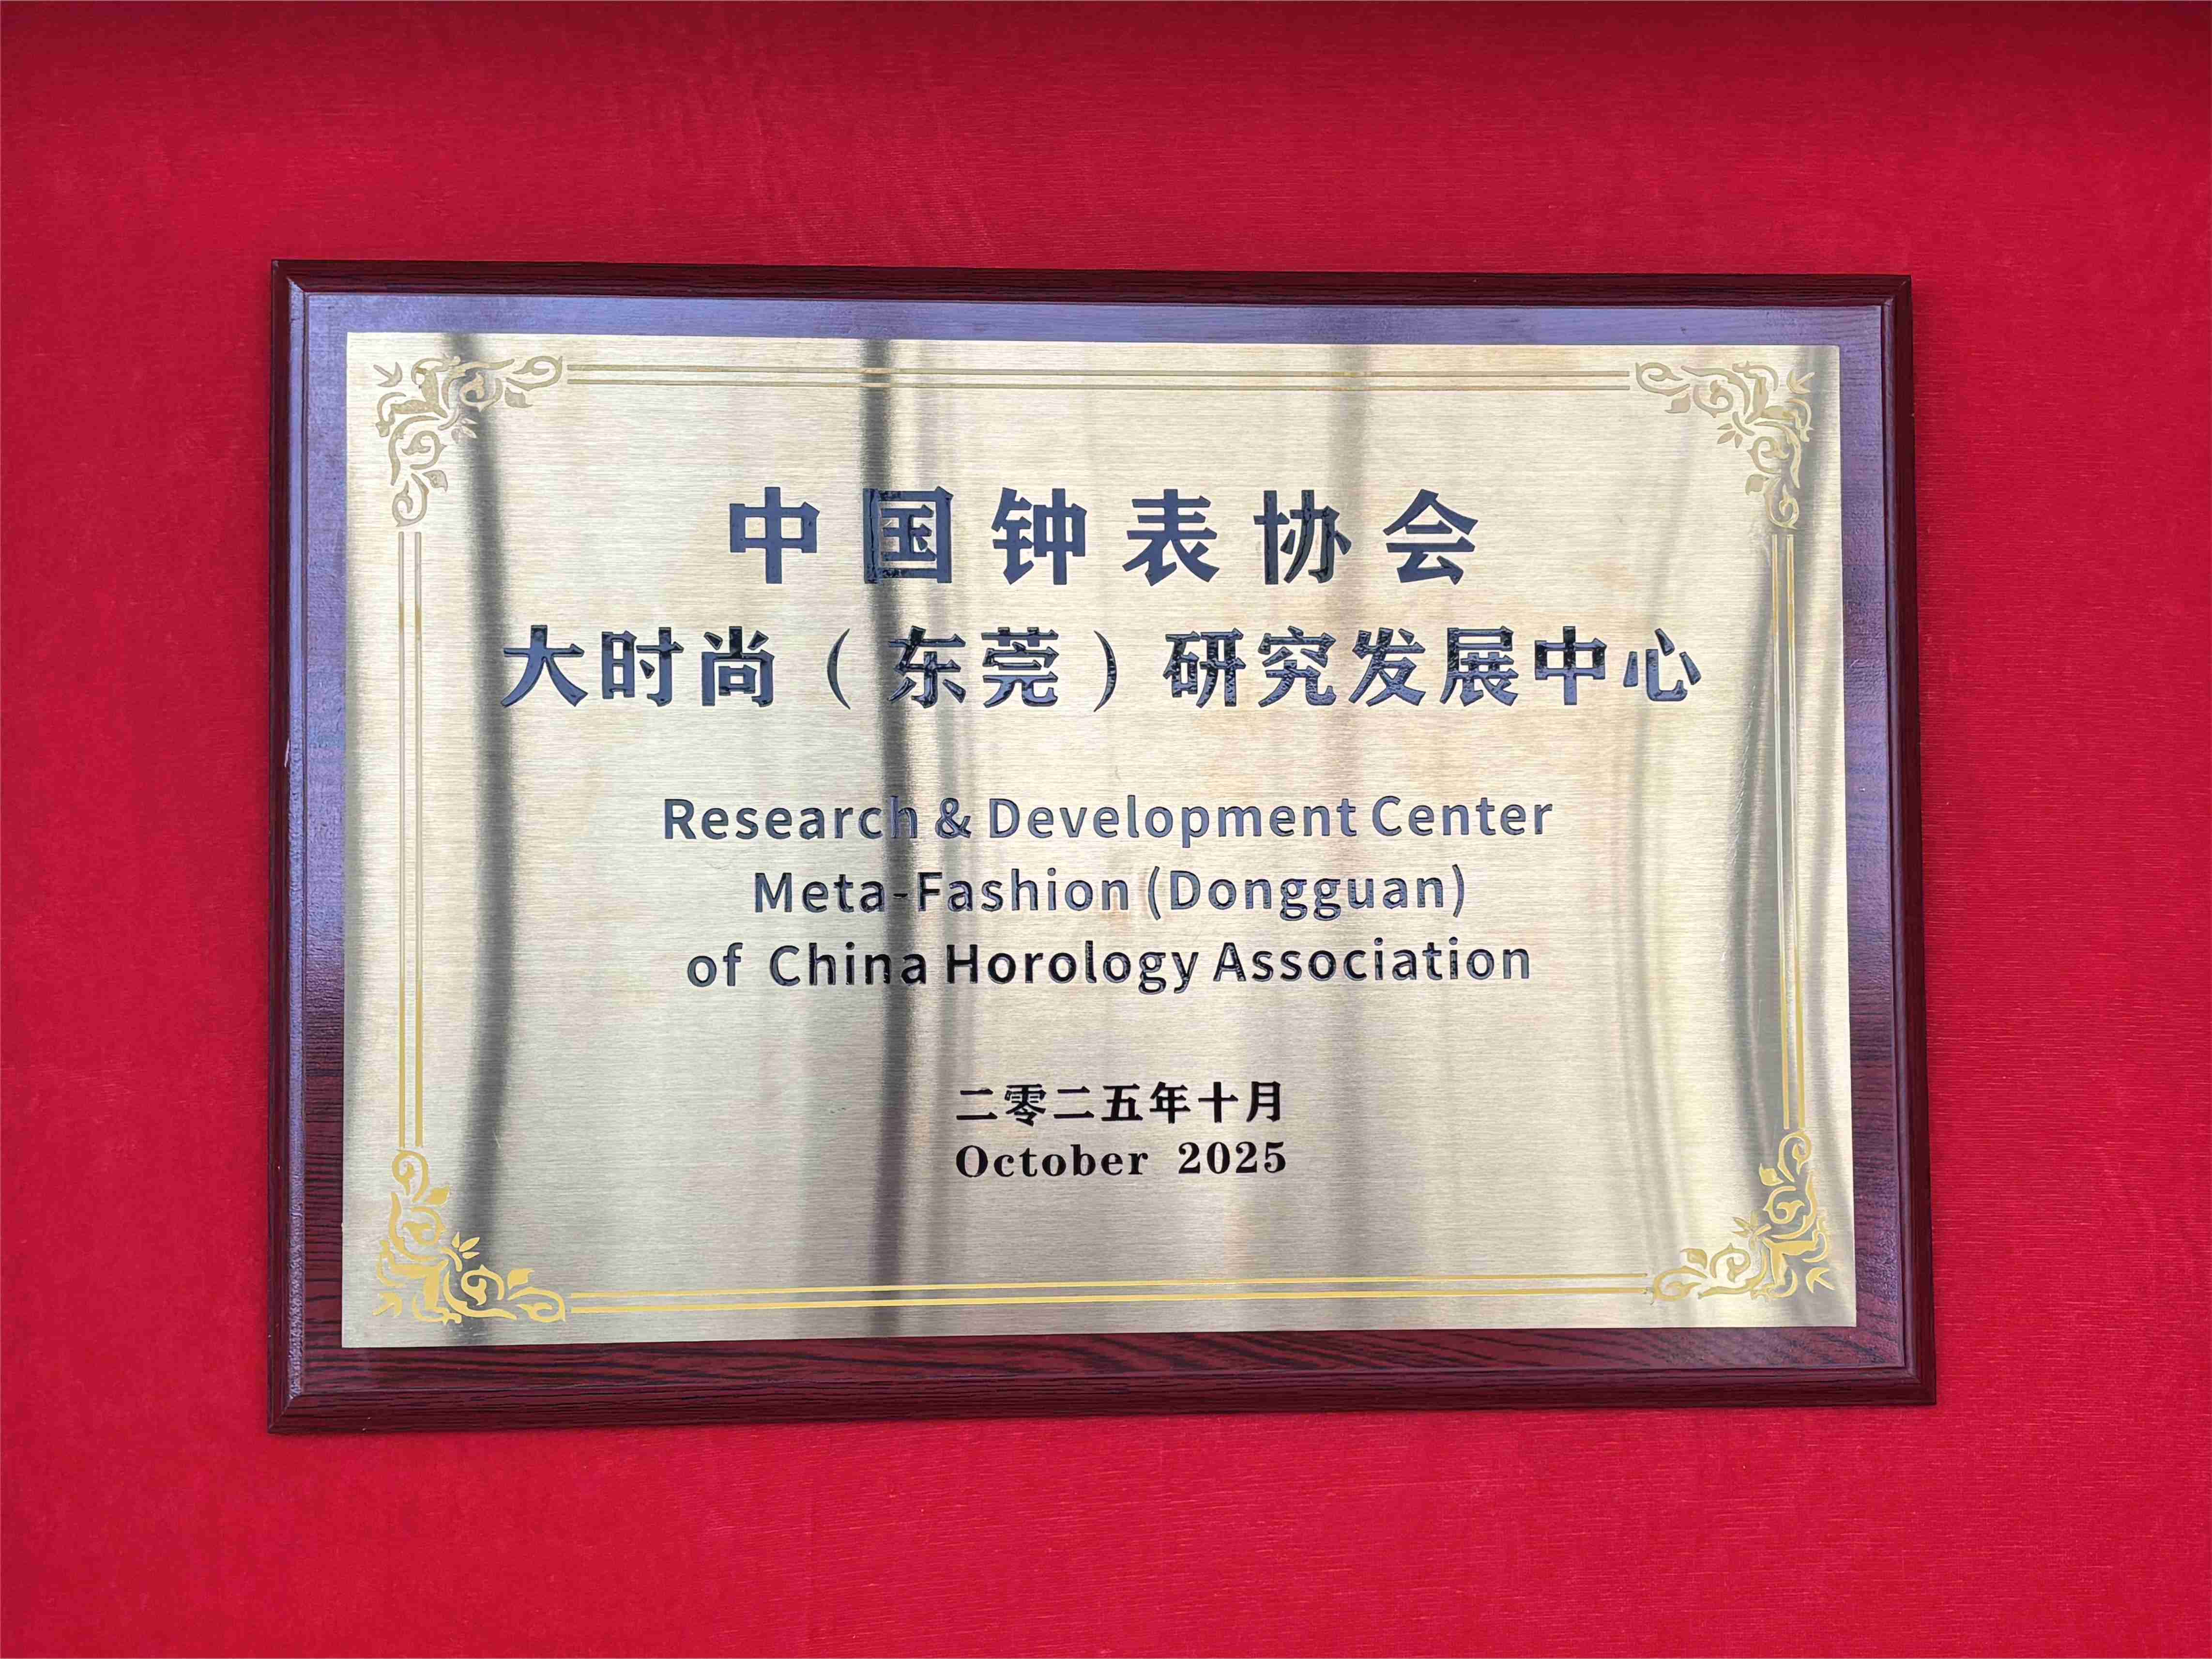 中国钟表协会
大时尚（东莞）研究发展中心
Research & Development Center
Meta-Fashion (Dongguan)
of China Horology Association
二零二五年十月
October 2025